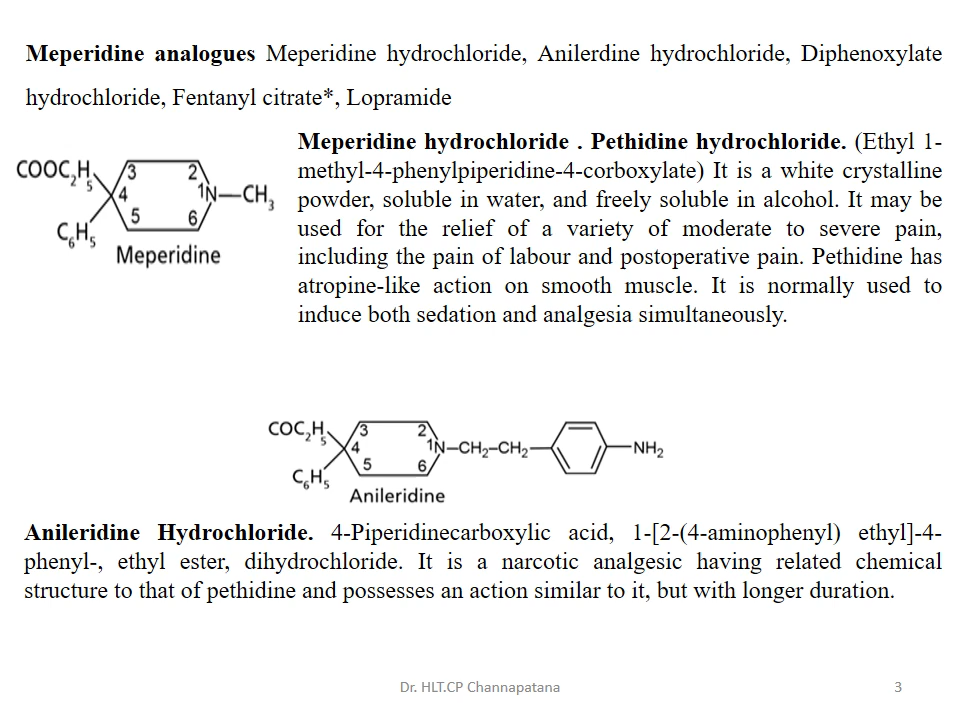 Meperidine analogues Meperidine hydrochloride, Anilerdine hydrochloride, Diphenoxylate
hydrochloride, Fentanyl citrate*, Lopramide
COOC2H5
C6H5
3
2
4
1N—CH3
5
6
Meperidine
Meperidine hydrochloride . Pethidine hydrochloride. (Ethyl 1-
methyl-4-phenylpiperidine-4-corboxylate) It is a white crystalline
powder, soluble in water, and freely soluble in alcohol. It may be
used for the relief of a variety of moderate to severe pain,
including the pain of labour and postoperative pain. Pethidine has
atropine-like action on smooth muscle. It is normally used to
induce both sedation and analgesia simultaneously.
COC2H5
C6H5
3
2
4
1N–CH2–CH2
NH2
5
6
Anileridine
Anileridine Hydrochloride. 4-Piperidinecarboxylic acid, 1-[2-(4-aminophenyl) ethyl]-4-
phenyl-, ethyl ester, dihydrochloride. It is a narcotic analgesic having related chemical
structure to that of pethidine and possesses an action similar to it, but with longer duration.
Dr. HLT.CP Channapatana
3